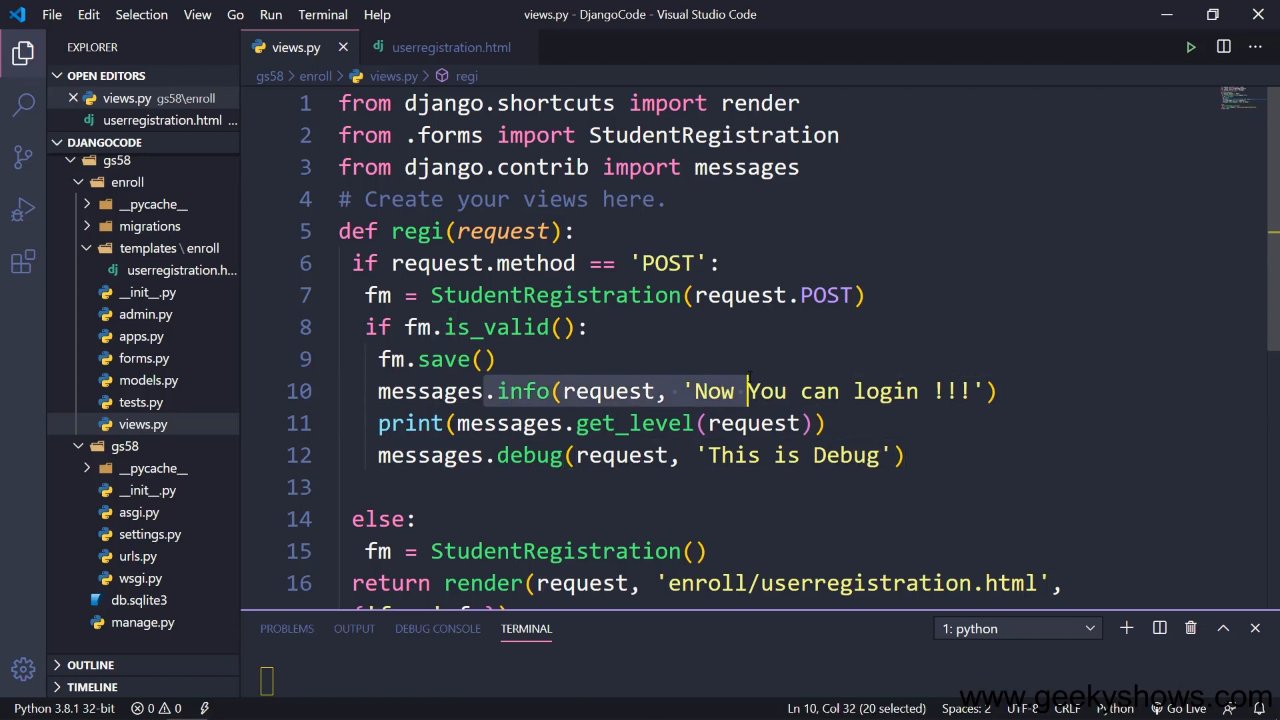 File Edit Selection View Go Run Terminal Help views.py - DjangoCode - Visual Studio Code
EXPLORER
OPEN EDITORS
views.py gs58\enroll
userregistration.html ...
DJANGOCODE
gs58
enroll
__pycache__
migrations
templates \ enroll
userregistration.h...
__init__.py
admin.py
apps.py
forms.py
models.py
tests.py
views.py
gs58
__pycache__
__init__.py
asgi.py
settings.py
urls.py
wsgi.py
db.sqlite3
manage.py
OUTLINE
TIMELINE
views.py userregistration.html
gs58 > enroll > views.py > regi
1 from django.shortcuts import render
2 from .forms import StudentRegistration
3 from django.contrib import messages
4 # Create your views here.
5 def regi(request):
6 if request.method == 'POST':
7 fm = StudentRegistration(request.POST)
8 if fm.is_valid():
9 fm.save()
10 messages.info(request, 'Now You can login !!!')
11 print(messages.get_level(request))
12 messages.debug(request, 'This is Debug')
13
14 else:
15 fm = StudentRegistration()
16 return render(request, 'enroll/userregistration.html',
PROBLEMS OUTPUT DEBUG CONSOLE TERMINAL 1: python
www.geekyshows.com
Python 3.8.1 32-bit 0 0 Ln 10, Col 32 (20 selected) Spaces: 2 UTF-8 CRLF Python Go Live